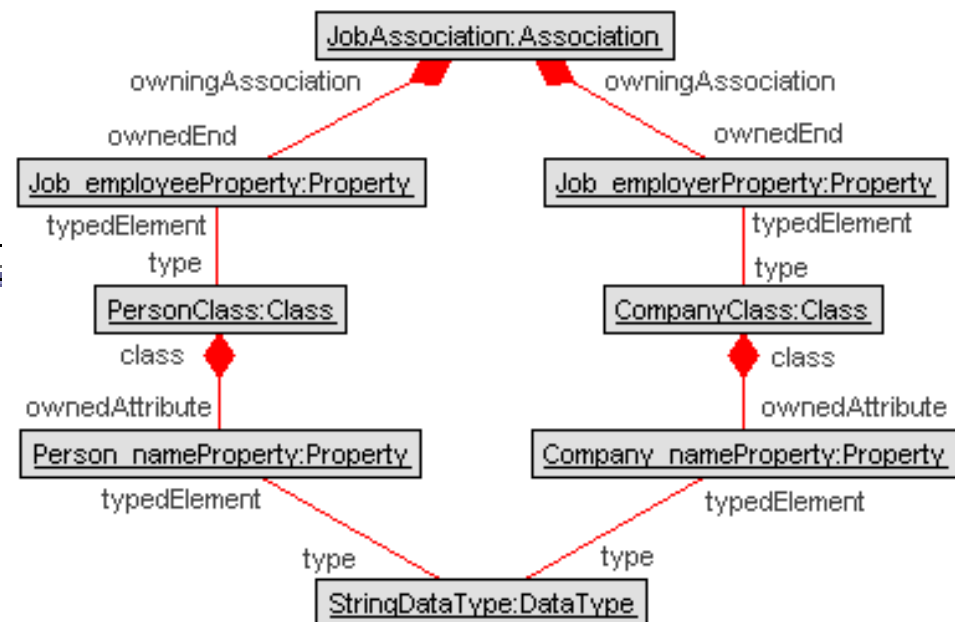 JobAssociation:Association
owningAssociation owningAssociation
ownedEnd ownedEnd
Job_employeeProperty:Property Job_employerProperty:Property
typedElement typedElement
type type
PersonClass:Class CompanyClass:Class
class class
ownedAttribute ownedAttribute
Person_nameProperty:Property Company_nameProperty:Property
typedElement typedElement
type type
StringDataType:DataType